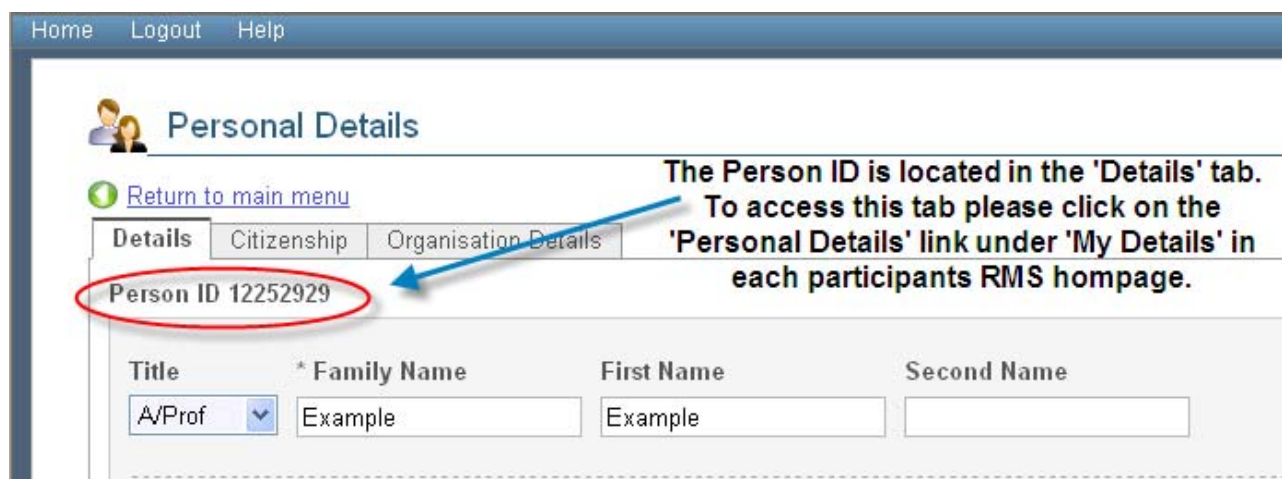 Home Logout Help
Personal Details
The Person ID is located in the 'Details' tab.
Return to main menu
To access this tab please click on the
Details Citizenship Organisation Details
'Personal Details' link under 'My Details' in
each participants RMS hompage.
Person ID 12252929
Title * Family Name First Name Second Name
A/Prof Example Example